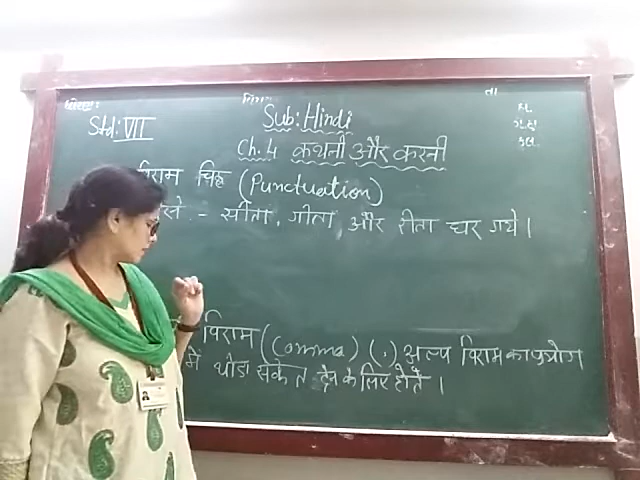 Std: VII
Sub: Hindi
Ch. 4 कथनी और करनी
विराम चिह्न (Punctuation)
:- सीता, गीता, और रीता घर गये।
विराम (Comma) (,) अल्प विराम का प्रयोग
में थोडा संकेत देने के लिए होते।